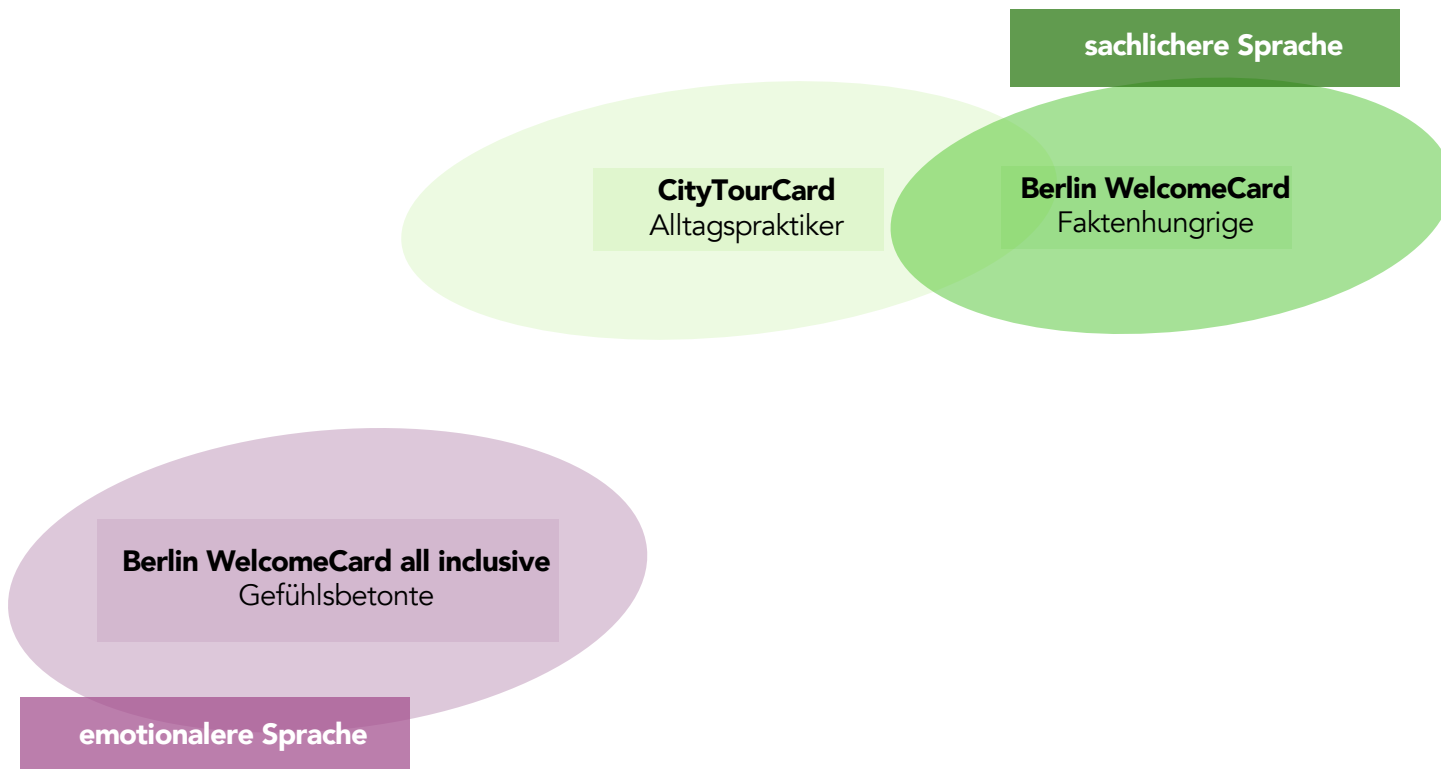 sachlichere Sprache
CityTourCard
Alltagspraktiker
Berlin WelcomeCard
Faktenhungrige
Berlin WelcomeCard all inclusive
Gefühlsbetonte
emotionalere Sprache